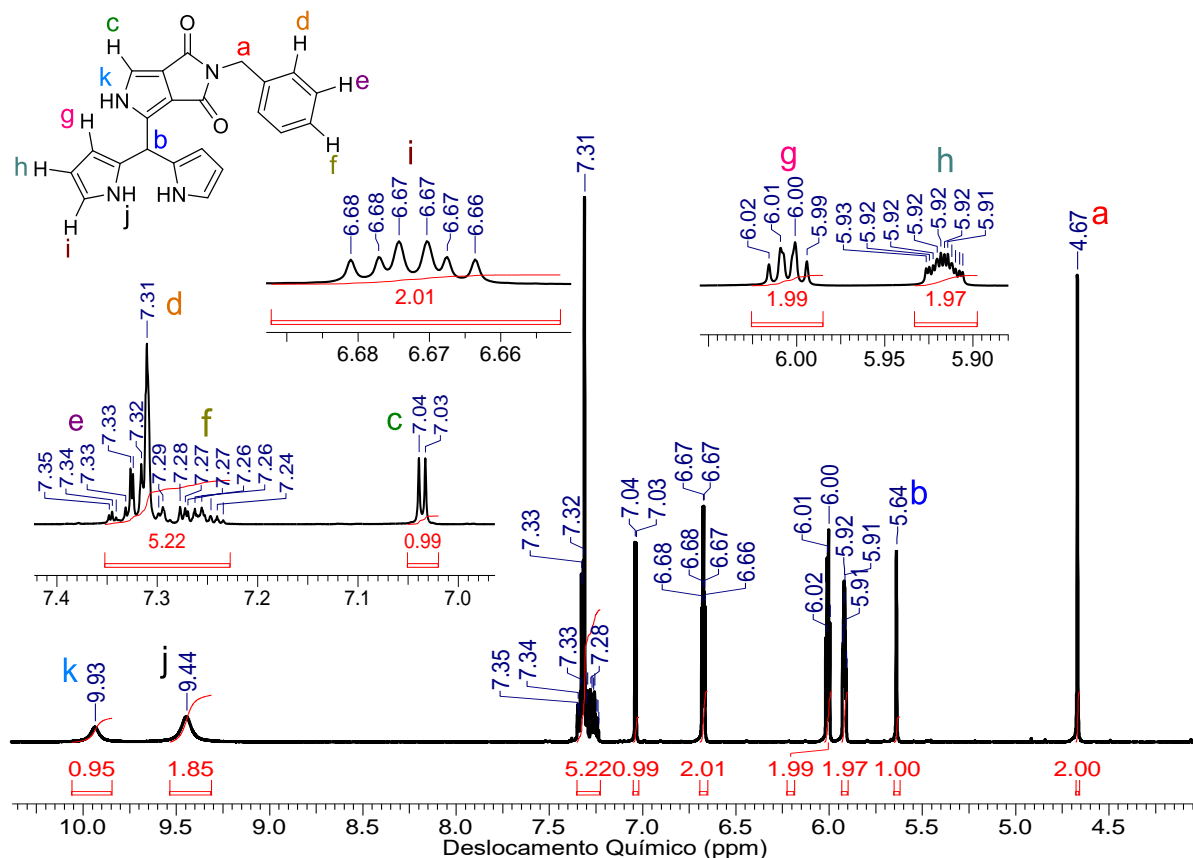 c
d
a
e
k
g
b
f
h
j
i
H
O
H
N
H
HN
O
H
H
H
NH
HN
H
i
6.68
6.68
6.67
6.67
6.67
6.66
2.01
6.68
6.67
6.66
7.31
g
6.02
6.01
6.00
5.99
h
5.93
5.92
5.92
5.92
5.92
5.92
5.91
1.99
1.97
6.00
5.95
5.90
4.67
a
7.31
d
e
7.35
7.34
7.33
7.33
7.32
f
7.29
7.28
7.27
7.27
7.26
7.26
7.24
c
7.04
7.03
5.22
0.99
7.4
7.3
7.2
7.1
7.0
k
9.93
j
9.44
7.35
7.34
7.33
7.33
7.32
7.28
7.04
7.03
6.67
6.67
6.68
6.68
6.67
6.66
6.02
6.01
6.00
5.92
5.91
5.91
b
5.64
0.95 1.85 5.22 0.99 2.01 1.99 1.97 1.00 2.00
10.0 9.5 9.0 8.5 8.0 7.5 7.0 6.5 6.0 5.5 5.0 4.5
Deslocamento Químico (ppm)